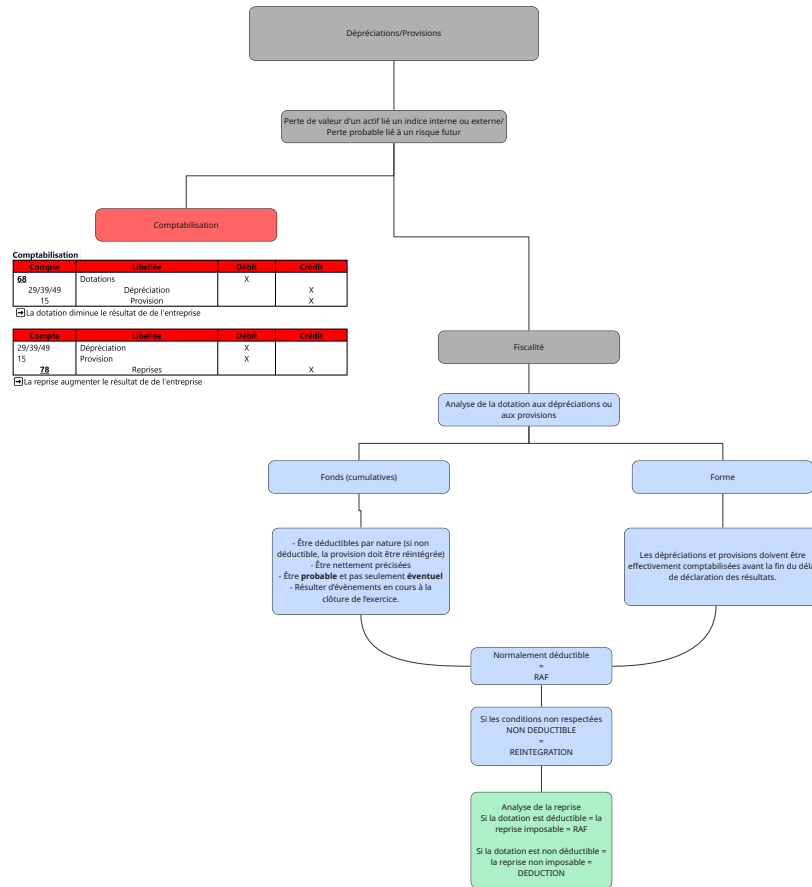 Dépréciations/Provisions
Perte de valeur d'un actif lié un indice interne ou externe/
Perte probable lié à un risque futur
Comptabilisation
Comptabilisation
Compte Libellée Débit Crédit
68 Dotations X
29/39/49 Dépréciation X
15 Provision X
➔La dotation diminue le résultat de de l'entreprise
Compte Libellée Débit Crédit
29/39/49 Dépréciation X
15 Provision X
78 Reprises X
➔La reprise augmenter le résultat de de l'entreprise
Fiscalité
Analyse de la dotation aux dépréciations ou
aux provisions
Fonds (cumulatives)
Forme
- Être déductibles par nature (si non
déductible, la provision doit être réintégrée)
- Être nettement précisées
- Être probable et pas seulement éventuel
- Résulter d'évènements en cours à la
clôture de l'exercice.
Les dépréciations et provisions doivent être
effectivement comptabilisées avant la fin du déla
de déclaration des résultats.
Normalement déductible
=
RAF
Si les conditions non respectées
NON DEDUCTIBLE
=
REINTEGRATION
Analyse de la reprise
Si la dotation est déductible = la
reprise imposable = RAF
Si la dotation est non déductible =
la reprise non imposable =
DEDUCTION